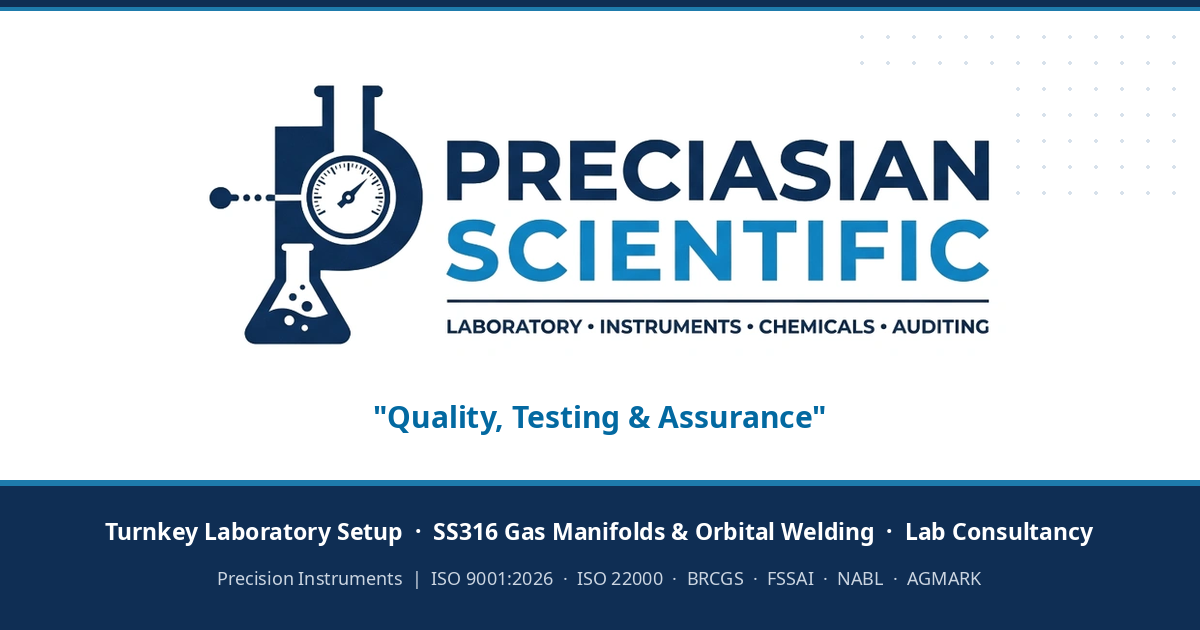 PRECIASIAN
SCIENTIFIC
LABORATORY • INSTRUMENTS • CHEMICALS • AUDITING
"Quality, Testing & Assurance"
Turnkey Laboratory Setup · SS316 Gas Manifolds & Orbital Welding · Lab Consultancy
Precision Instruments | ISO 9001:2026 · ISO 22000 · BRCGS · FSSAI · NABL · AGMARK